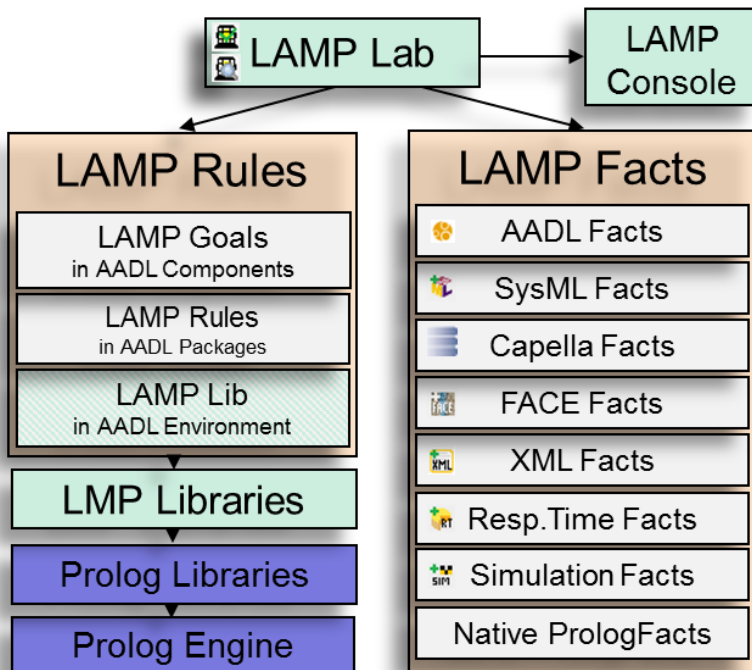 LAMP Lab
LAMP
Console
LAMP Rules
LAMP Goals
in AADL Components
LAMP Rules
in AADL Packages
LAMP Lib
in AADL Environment
LMP Libraries
Prolog Libraries
Prolog Engine
LAMP Facts
AADL Facts
SysML Facts
Capella Facts
FACE Facts
XML Facts
RT Resp.Time Facts
SIM Simulation Facts
Native PrologFacts